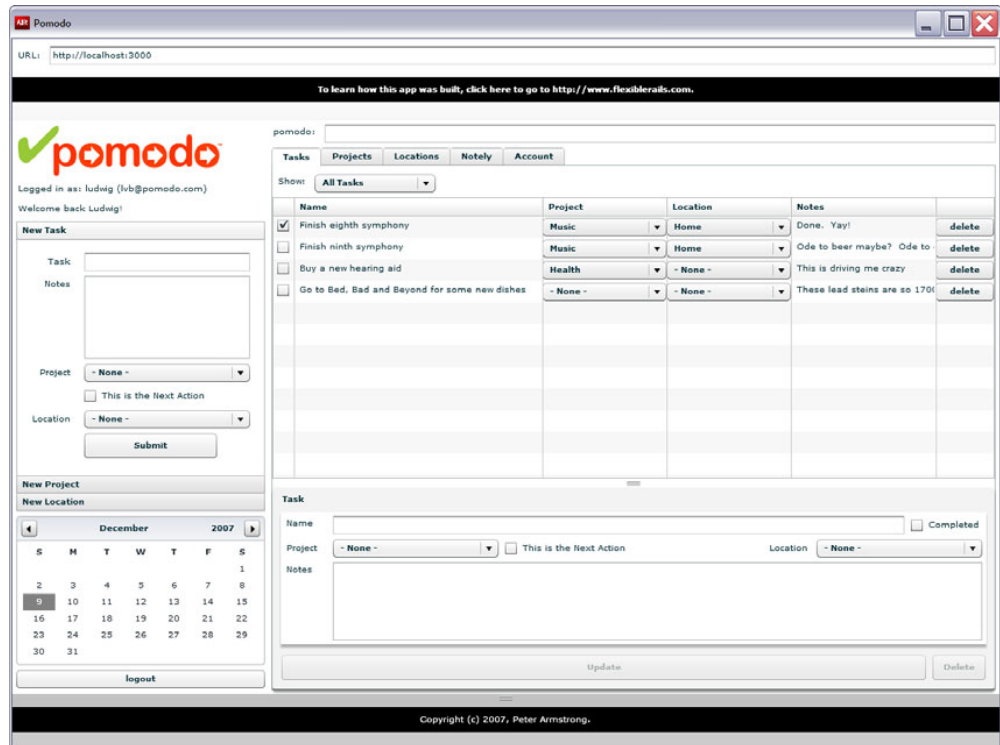 AIR Pomodo
URL: http://localhost:3000
To learn how this app was built, click here to go to http://www.flexiblerails.com.
pomodo™
Logged in as: ludwig (lvb@pomodo.com)
Welcome back Ludwig!
New Task
Task
Notes
Project - None -
This is the Next Action
Location - None -
Submit
New Project
New Location
December 2007
S M T W T F S
1
2 3 4 5 6 7 8
9 10 11 12 13 14 15
16 17 18 19 20 21 22
23 24 25 26 27 28 29
30 31
logout
pomodo:
Tasks Projects Locations Notely Account
Show: All Tasks
Name Project Location Notes
Finish eighth symphony Music Home Done. Yay! delete
Finish ninth symphony Music Home Ode to beer maybe? Ode to delete
Buy a new hearing aid Health - None - This is driving me crazy delete
Go to Bed, Bad and Beyond for some new dishes - None - - None - These lead steins are so 170 delete
Task
Name Completed
Project - None - This is the Next Action Location - None -
Notes
Update Delete
Copyright (c) 2007, Peter Armstrong.